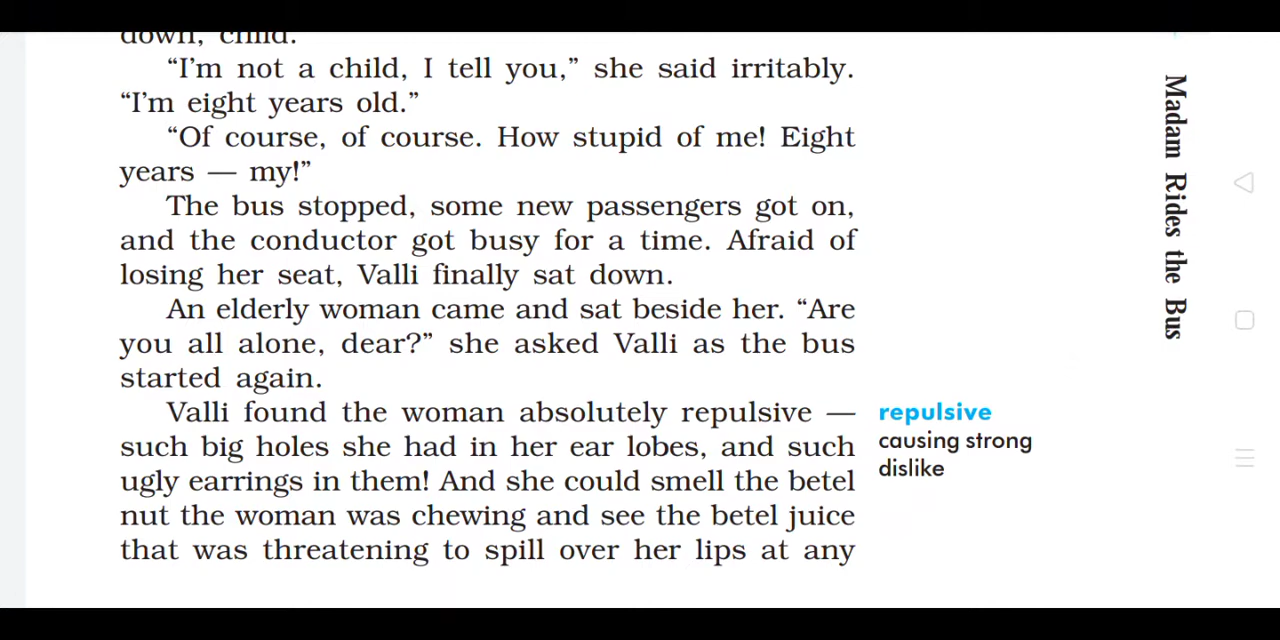 down, child.
“I’m not a child, I tell you,” she said irritably.
“I’m eight years old.”
“Of course, of course. How stupid of me! Eight
years — my!”
The bus stopped, some new passengers got on,
and the conductor got busy for a time. Afraid of
losing her seat, Valli finally sat down.
An elderly woman came and sat beside her. “Are
you all alone, dear?” she asked Valli as the bus
started again.
Valli found the woman absolutely repulsive —
such big holes she had in her ear lobes, and such
ugly earrings in them! And she could smell the betel
nut the woman was chewing and see the betel juice
that was threatening to spill over her lips at any
repulsive
causing strong
dislike
Madam Rides the Bus